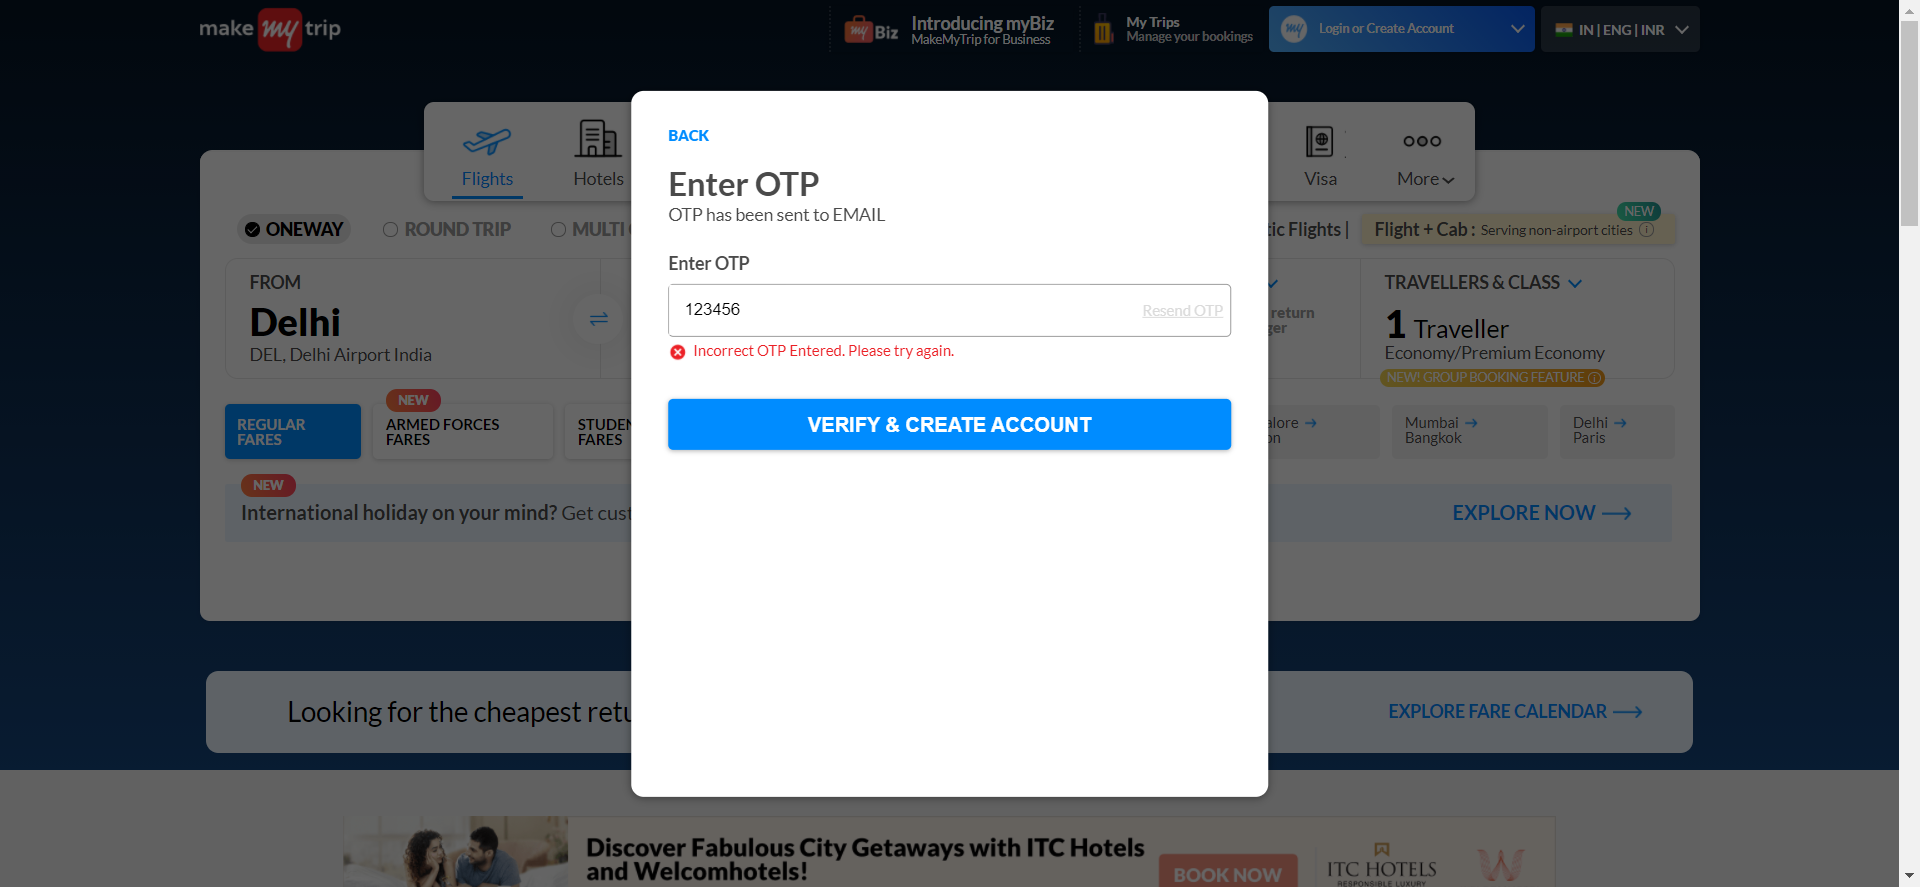 make my trip
my Biz
Introducing myBiz
MakeMyTrip for Business
My Trips
Manage your bookings
my
Login or Create Account
IN | ENG | INR
Flights
Hotels
Visa
More
BACK
Enter OTP
OTP has been sent to EMAIL
Enter OTP
123456
Resend OTP
Incorrect OTP Entered. Please try again.
VERIFY & CREATE ACCOUNT
ONEWAY
ROUND TRIP
MULTI
tic Flights |
NEW
Flight + Cab : Serving non-airport cities
FROM
Delhi
DEL, Delhi Airport India
return
ger
TRAVELLERS & CLASS
1 Traveller
Economy/Premium Economy
NEW! GROUP BOOKING FEATURE
REGULAR
FARES
NEW
ARMED FORCES
FARES
STUDEN
FARES
alore
on
Mumbai
Bangkok
Delhi
Paris
NEW
International holiday on your mind? Get cust
EXPLORE NOW
Looking for the cheapest retu
EXPLORE FARE CALENDAR
Discover Fabulous City Getaways with ITC Hotels
and Welcomhotels!
BOOK NOW
ITC HOTELS
RESPONSIBLE LUXURY